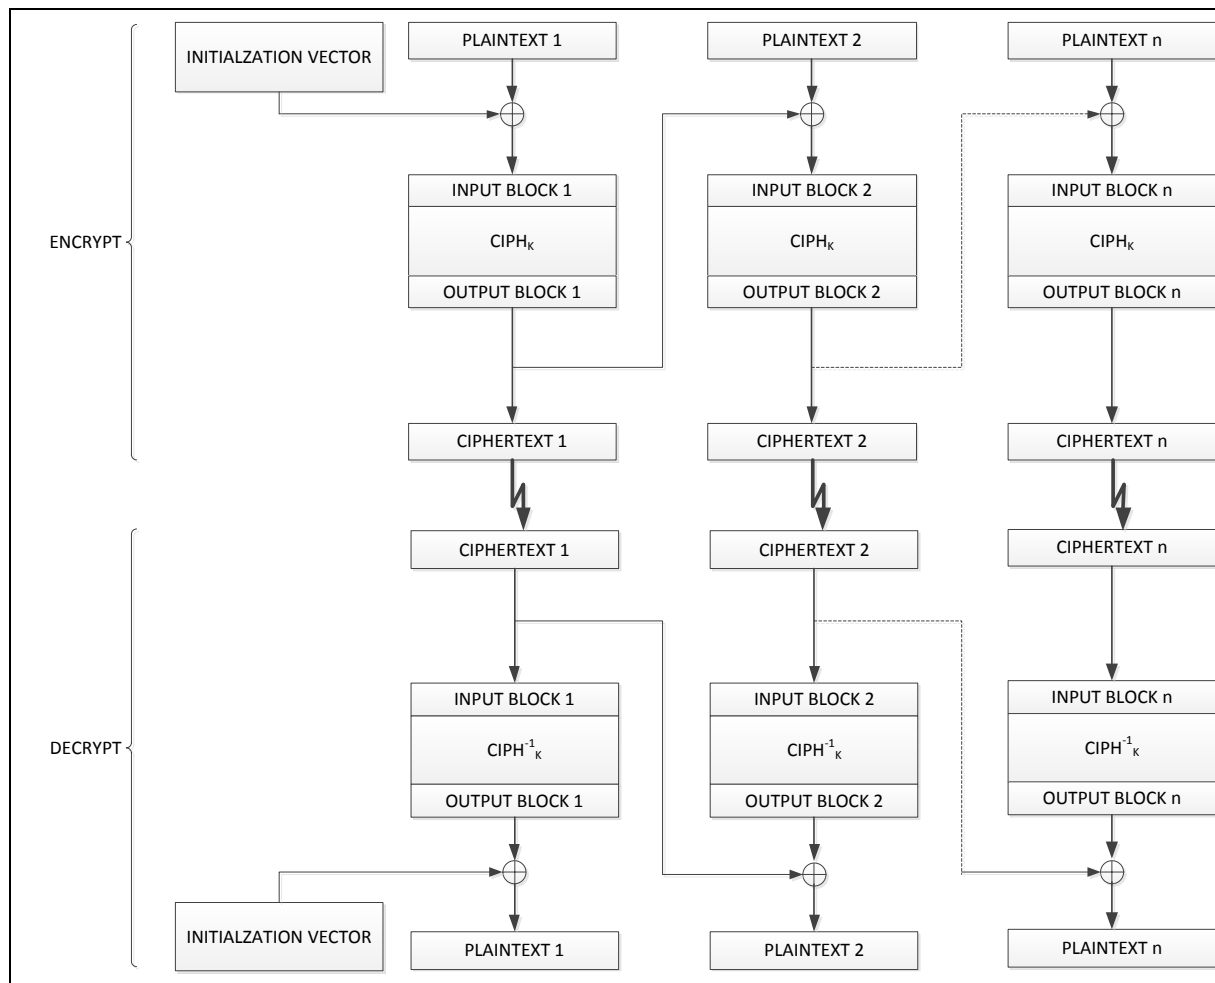 INITIALZATION VECTOR
PLAINTEXT 1
PLAINTEXT 2
PLAINTEXT n
INPUT BLOCK 1
INPUT BLOCK 2
INPUT BLOCK n
ENCRYPT
CIPHK
CIPHK
CIPHK
OUTPUT BLOCK 1
OUTPUT BLOCK 2
OUTPUT BLOCK n
CIPHERTEXT 1
CIPHERTEXT 2
CIPHERTEXT n
CIPHERTEXT 1
CIPHERTEXT 2
CIPHERTEXT n
INPUT BLOCK 1
INPUT BLOCK 2
INPUT BLOCK n
DECRYPT
CIPH-1K
CIPH-1K
CIPH-1K
OUTPUT BLOCK 1
OUTPUT BLOCK 2
OUTPUT BLOCK n
INITIALZATION VECTOR
PLAINTEXT 1
PLAINTEXT 2
PLAINTEXT n